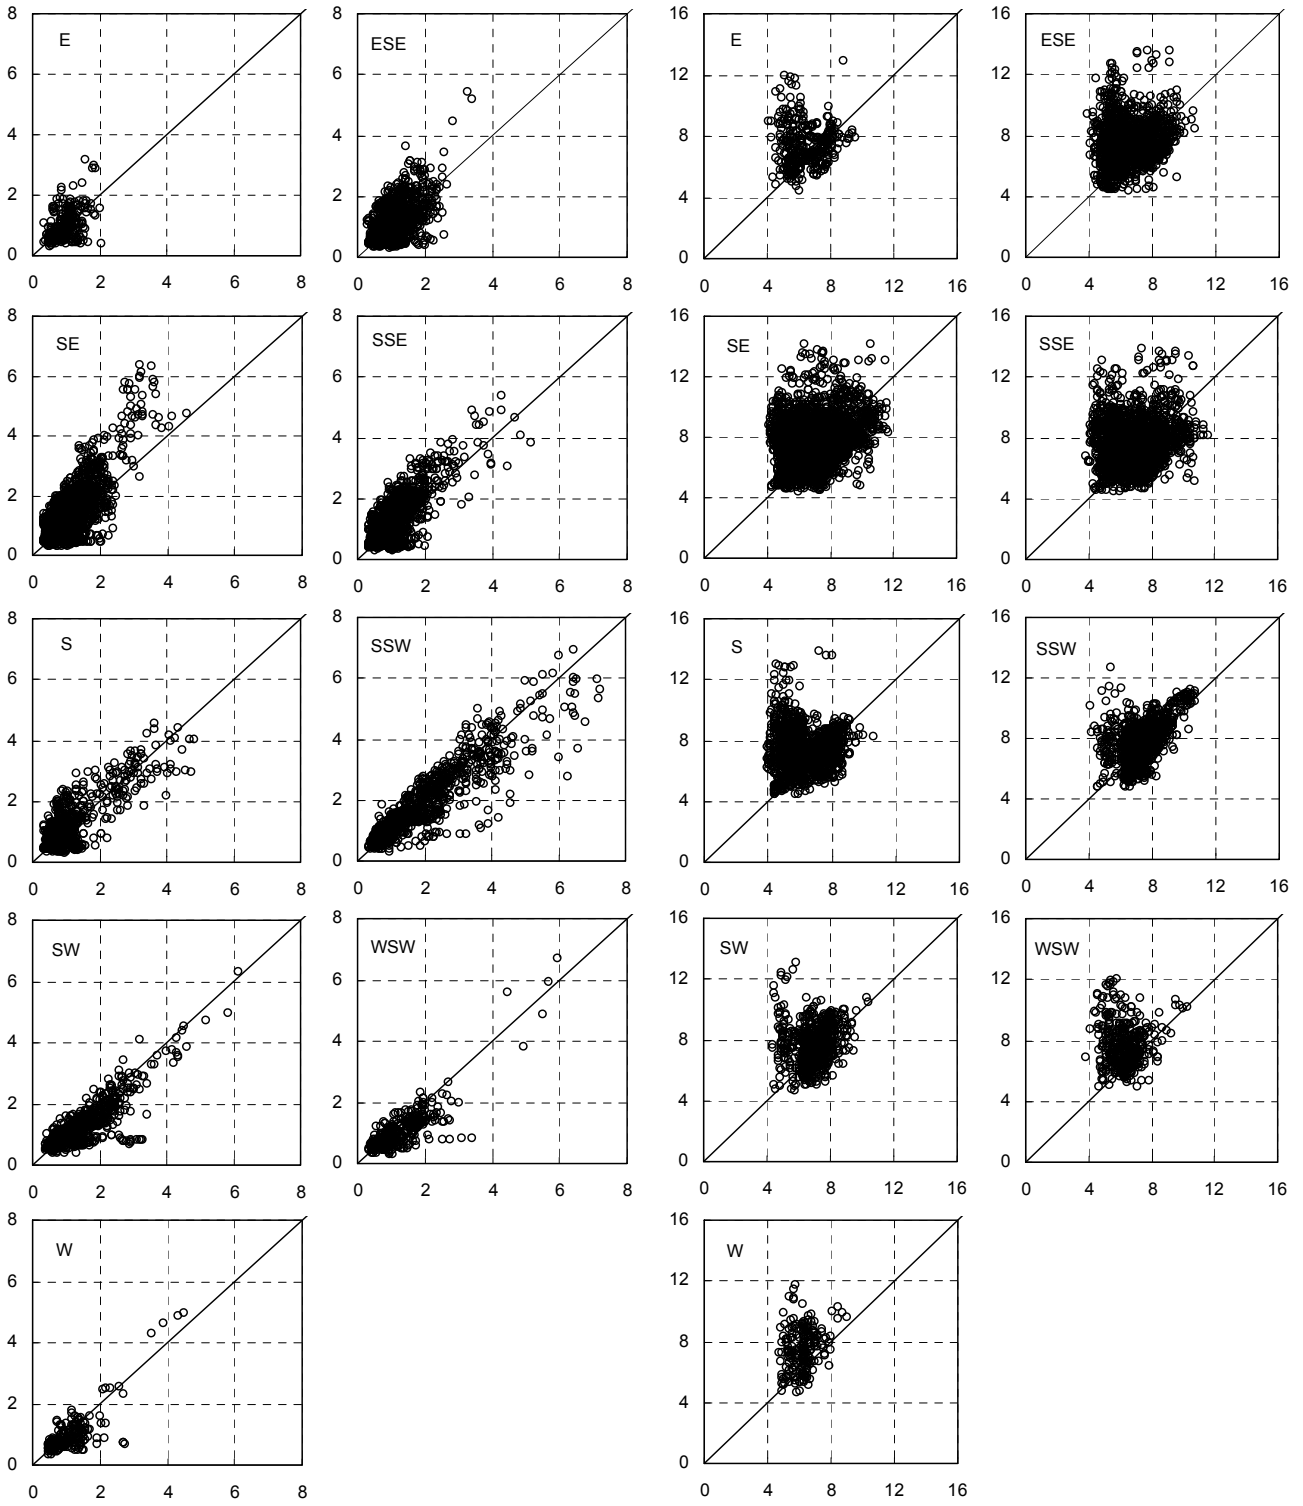 8 8 16 16
E ESE E ESE
6 6 12 12
4 4 8 8
2 2 4 4
0 0 0 0
0 2 4 6 8 0 2 4 6 8 0 4 8 12 16 0 4 8 12 16
8 8 16 16
SE SSE SE SSE
6 6 12 12
4 4 8 8
2 2 4 4
0 0 0 0
0 2 4 6 8 0 2 4 6 8 0 4 8 12 16 0 4 8 12 16
8 8 16 16
S SSW S SSW
6 6 12 12
4 4 8 8
2 2 4 4
0 0 0 0
0 2 4 6 8 0 2 4 6 8 0 4 8 12 16 0 4 8 12 16
8 8 16 16
SW WSW SW WSW
6 6 12 12
4 4 8 8
2 2 4 4
0 0 0 0
0 2 4 6 8 0 2 4 6 8 0 4 8 12 16 0 4 8 12 16
8 16
W W
6 12
4 8
2 4
0 0
0 2 4 6 8 0 4 8 12 16